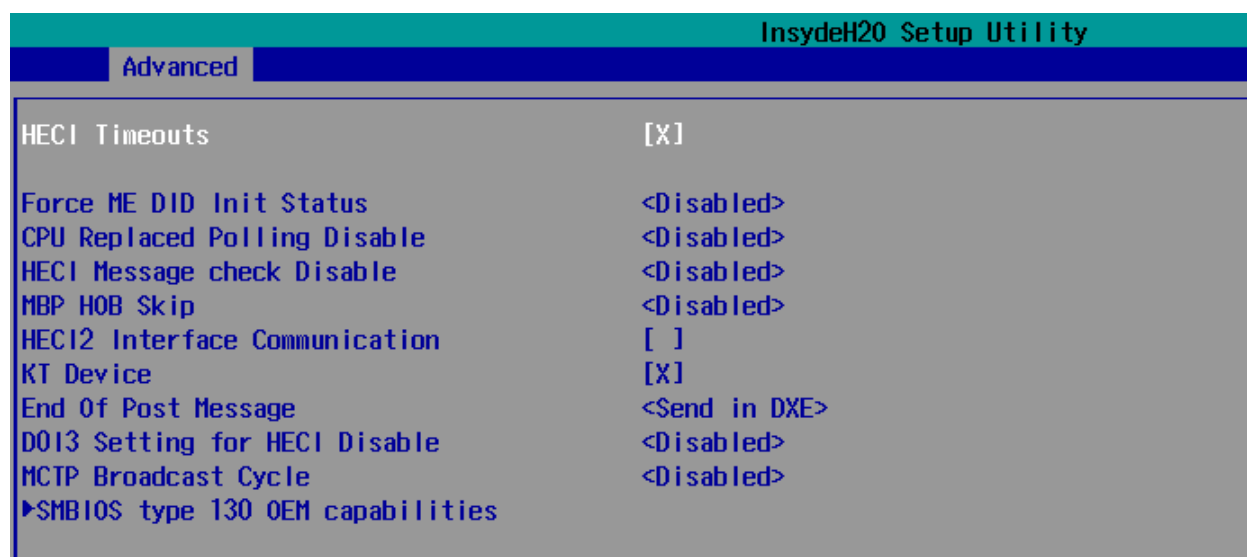 InsydeH20 Setup Utility
Advanced
HECI Timeouts [X]
Force ME DID Init Status <Disabled>
CPU Replaced Polling Disable <Disabled>
HECI Message check Disable <Disabled>
MBP HOB Skip <Disabled>
HECI2 Interface Communication [ ]
KT Device [X]
End Of Post Message <Send in DXE>
D0I3 Setting for HECI Disable <Disabled>
MCTP Broadcast Cycle <Disabled>
▶SMBIOS type 130 OEM capabilities